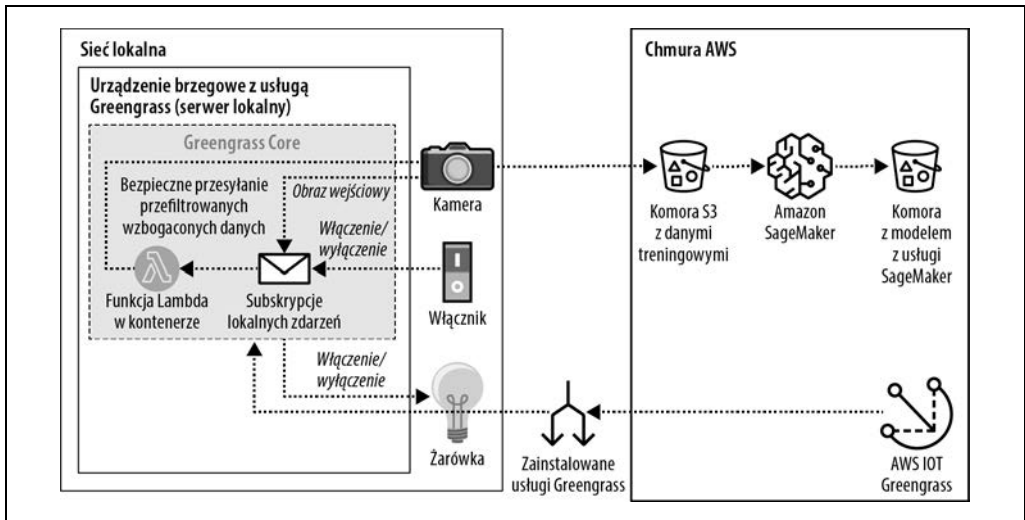 Sieć lokalna
Urządzenie brzegowe z usługą
Greengrass (serwer lokalny)
Greengrass Core
Bezpieczne przesyłanie
przefiltrowanych
wzbogaconych danych
Obraz wejściowy
Włączenie/
wyłączenie
Funkcja Lambda
w kontenerze
Subskrypcje
lokalnych zdarzeń
Włączenie/
wyłączenie
Kamera
Włącznik
Żarówka
Zainstalowane
usługi Greengrass
Chmura AWS
Komora S3
z danymi
treningowymi
Amazon
SageMaker
Komora
z modelem
z usługi
SageMaker
AWS IOT
Greengrass